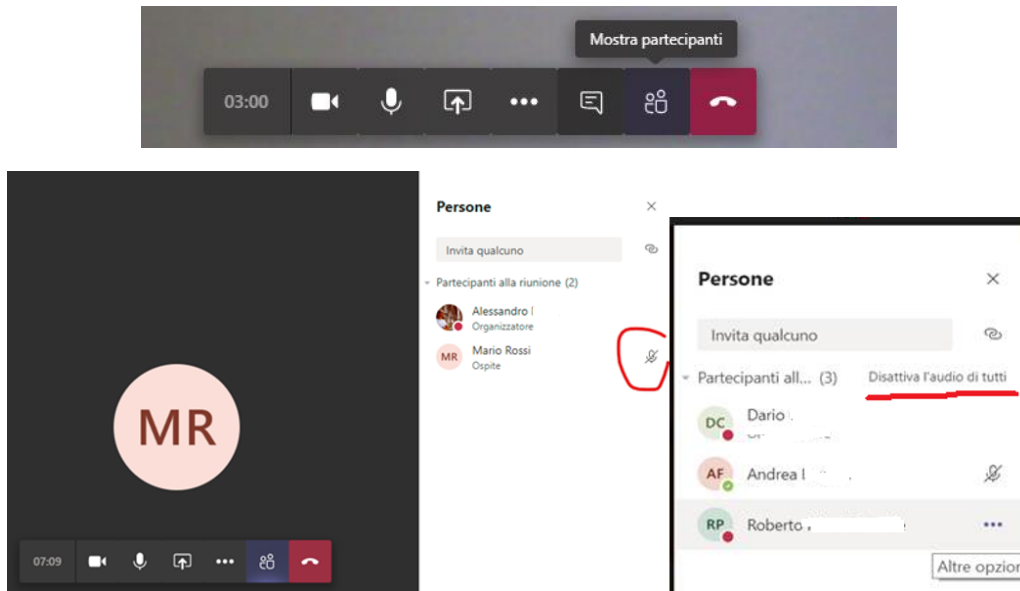 Mostra partecipanti
03:00
MR
07:09
Persone
Invita qualcuno
Partecipanti alla riunione (2)
Alessandro
Organizzatore
MR
Mario Rossi
Ospite
Persone
Invita qualcuno
Partecipanti all... (3)
Disattiva l'audio di tutti
DC
Dario
AF
Andrea
RP
Roberto
Altre opzion